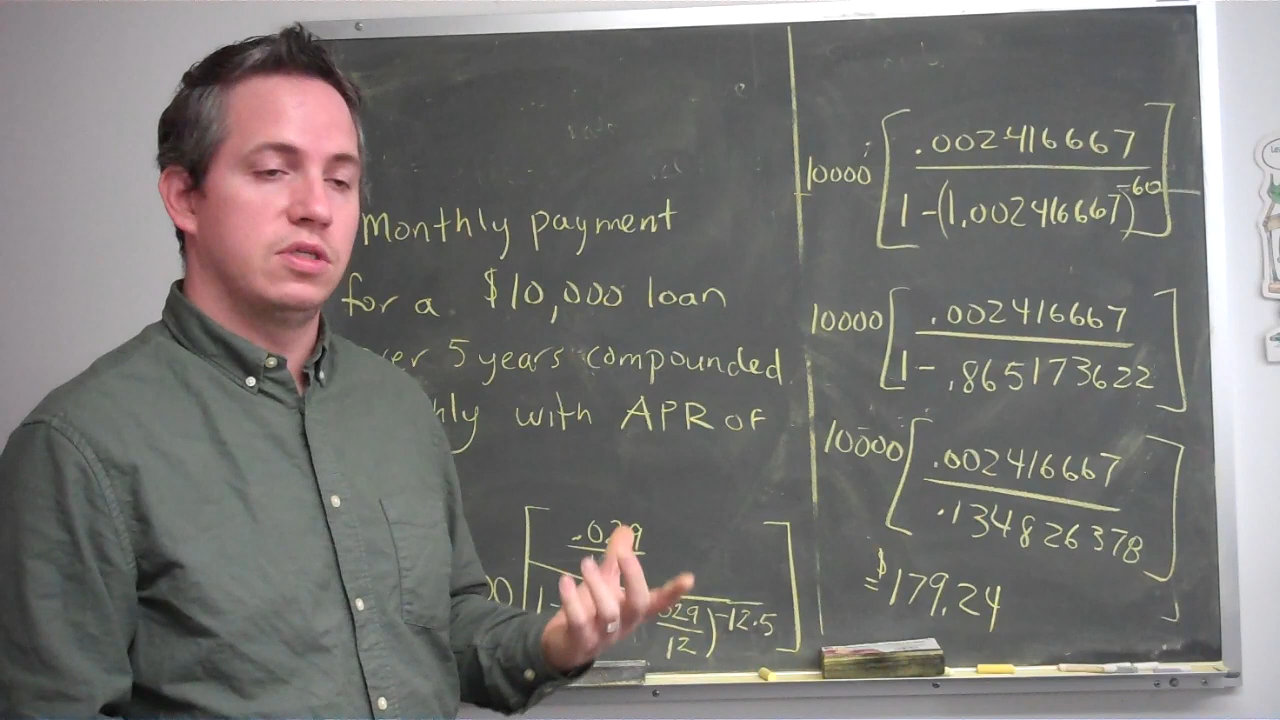 Monthly payment
for a $10,000 loan
5 years compounded
with APR of
.029
1-
029
12
)-12.5
10000 [ .002416667
1-(1.002416667)-60 ]
10000 [ .002416667
1-.865173622 ]
10000 [ .002416667
.134826378 ]
=$179.24